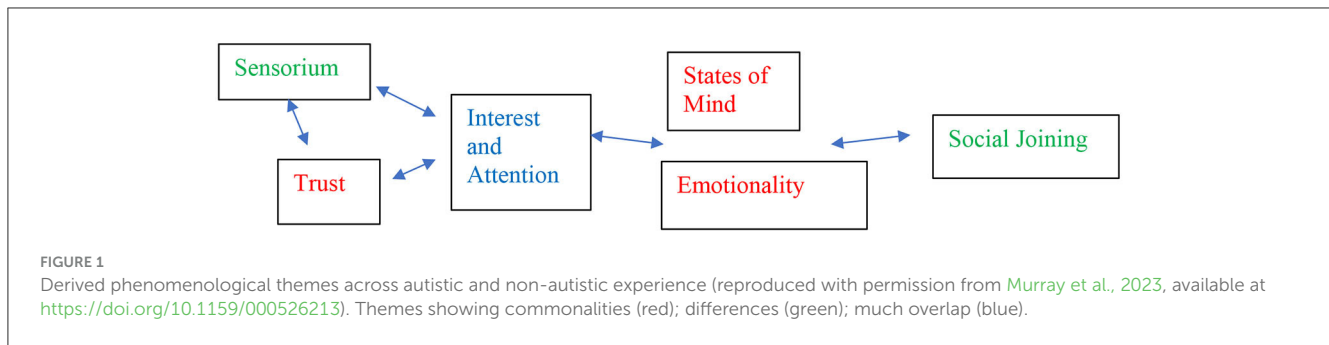 Sensorium
Trust
Interest
and
Attention
States of
Mind
Emotionality
Social Joining
FIGURE 1
Derived phenomenological themes across autistic and non-autistic experience (reproduced with permission from Murray et al., 2023, available at
https://doi.org/10.1159/000526213). Themes showing commonalities (red); differences (green); much overlap (blue).